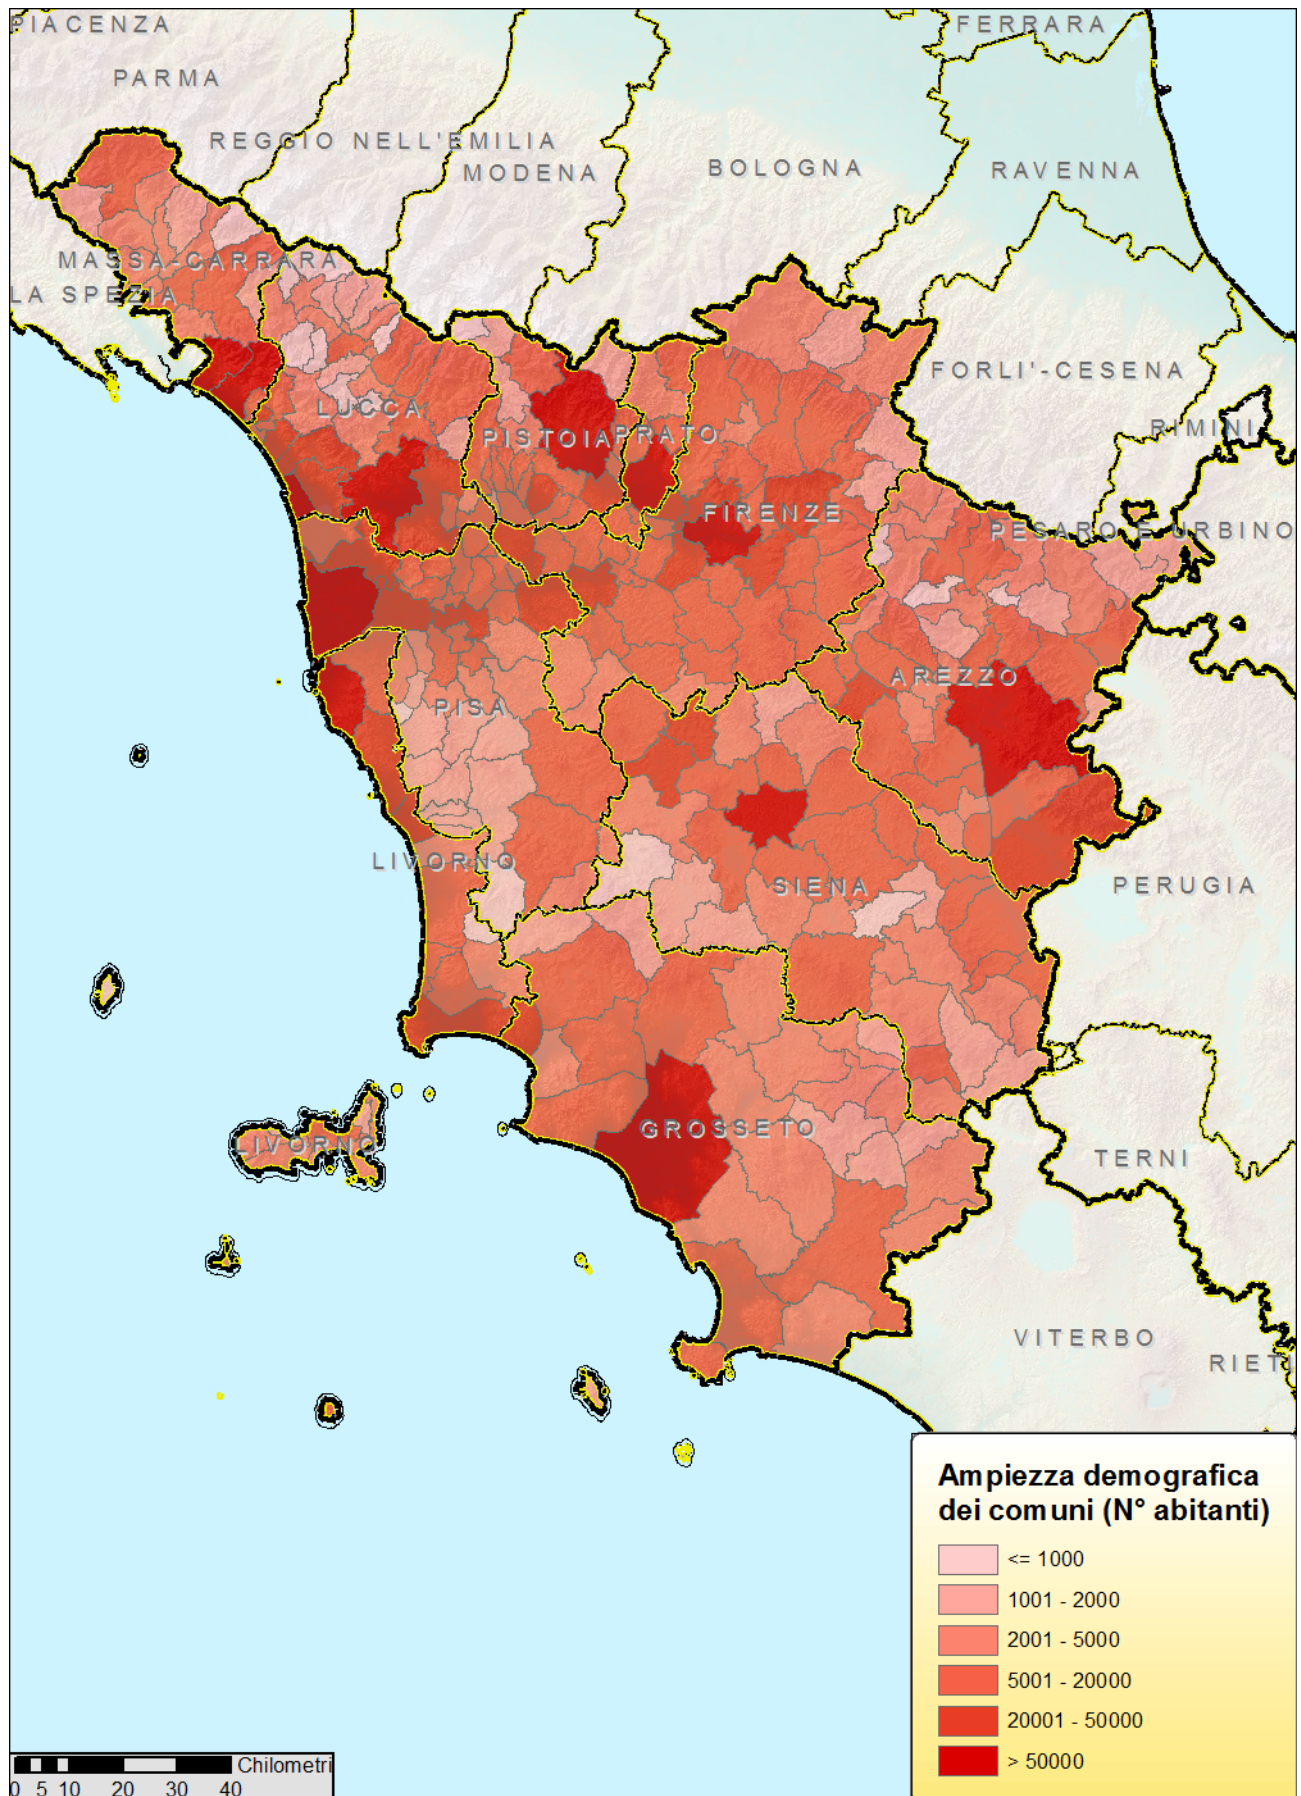 PIACENZA
FERRARA
PARMA
REGGIO NELL'EMILIA
MODENA
BOLOGNA
RAVENNA
MASSA-CARRARA
LA SPEZIA
FORLI'-CESENA
LUCCA
PISTOIA
PRATO
RIMINI
FIRENZE
PESARO E URBINO
AREZZO
PISA
LIVORNO
SIENA
PERUGIA
GROSSETO
LIVORNO
TERNI
VITERBO
RIETI
Ampiezza demografica
dei comuni (N° abitanti)
<= 1000
1001 - 2000
2001 - 5000
5001 - 20000
20001 - 50000
> 50000
Chilometri
0 5 10 20 30 40